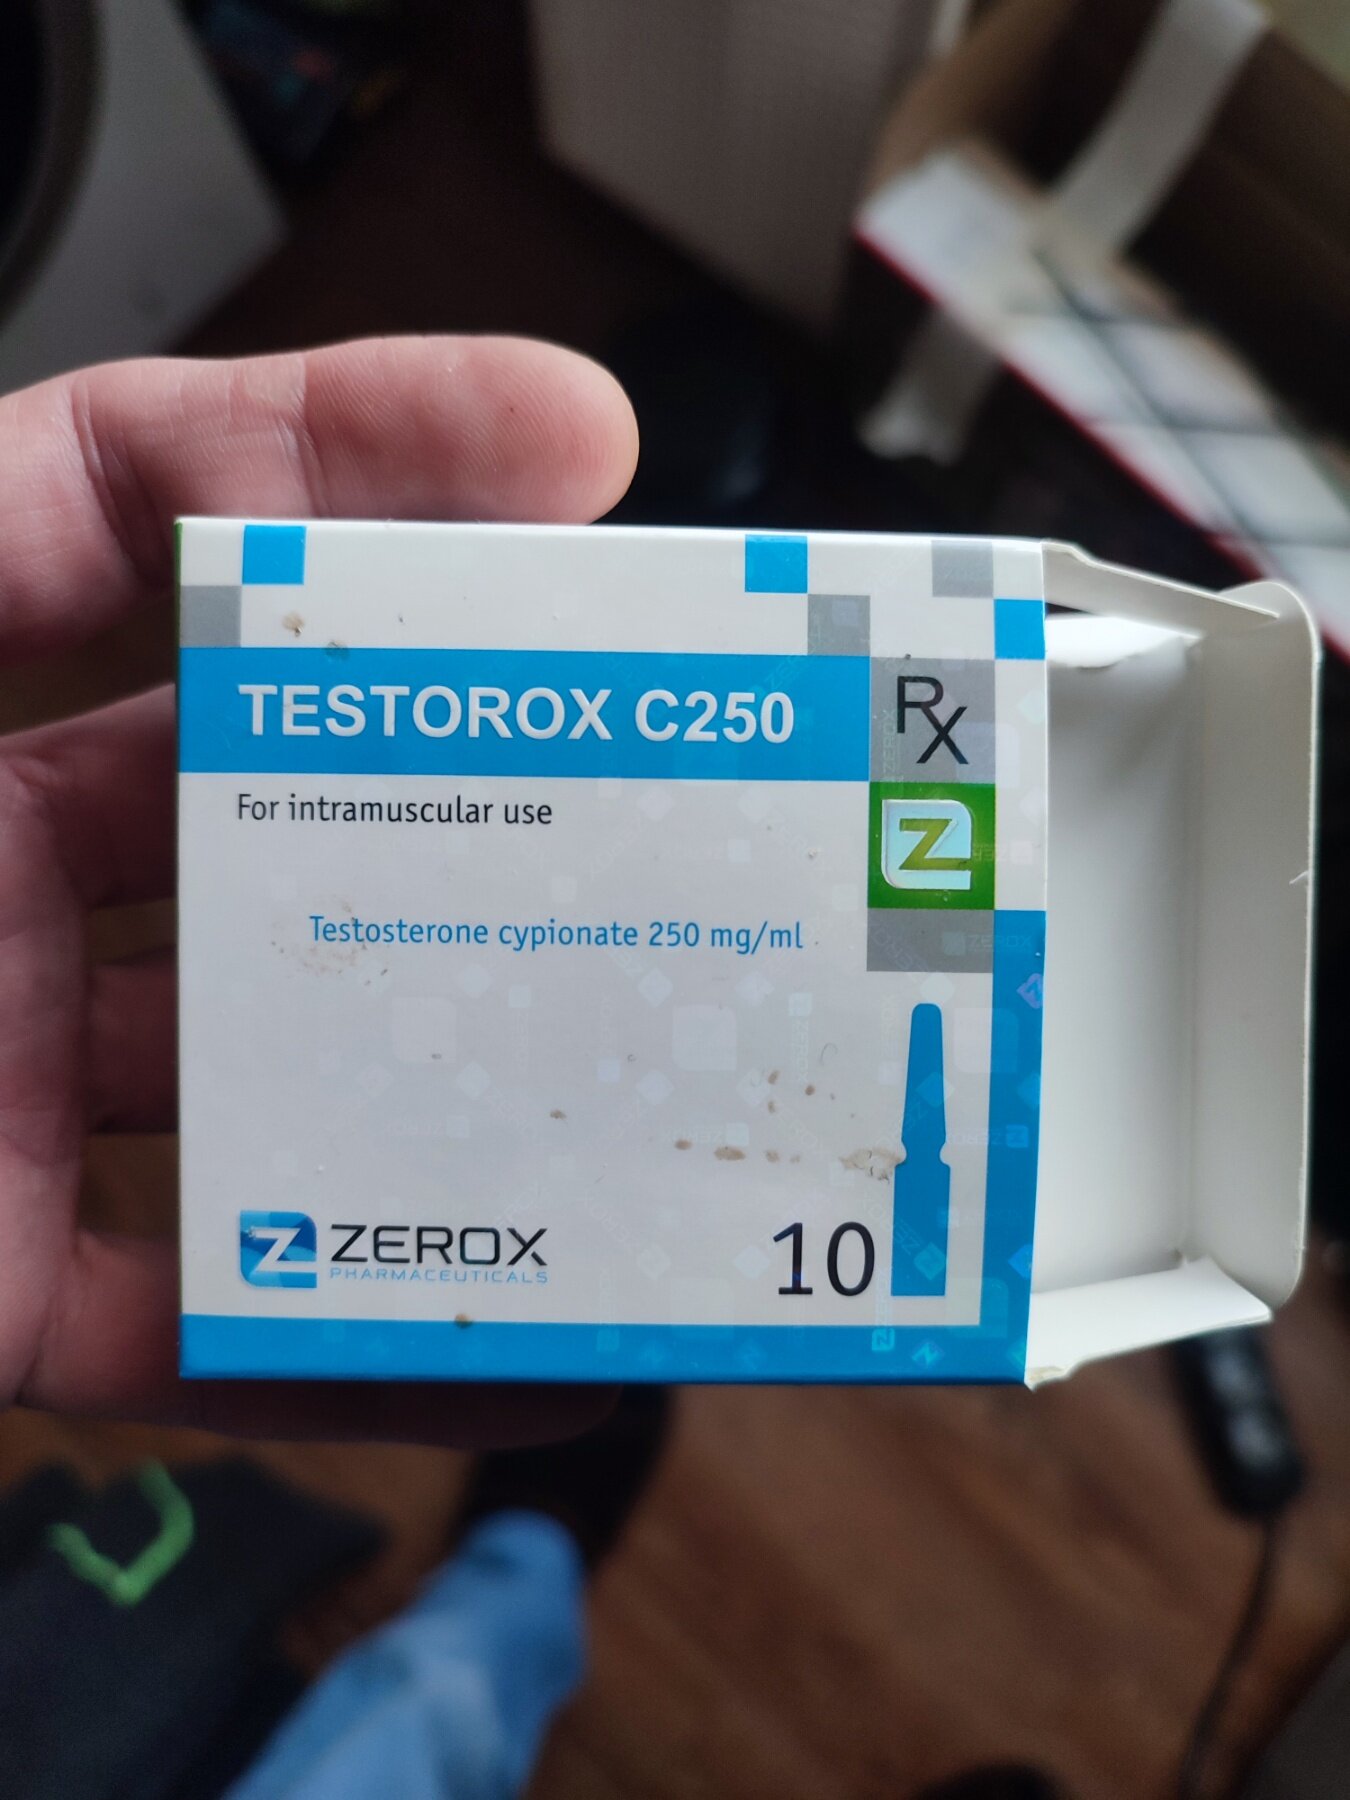 TESTOROX C250
Rx
For intramuscular use
Z
Testosterone cypionate 250 mg/ml
Z ZEROX
PHARMACEUTICALS
10